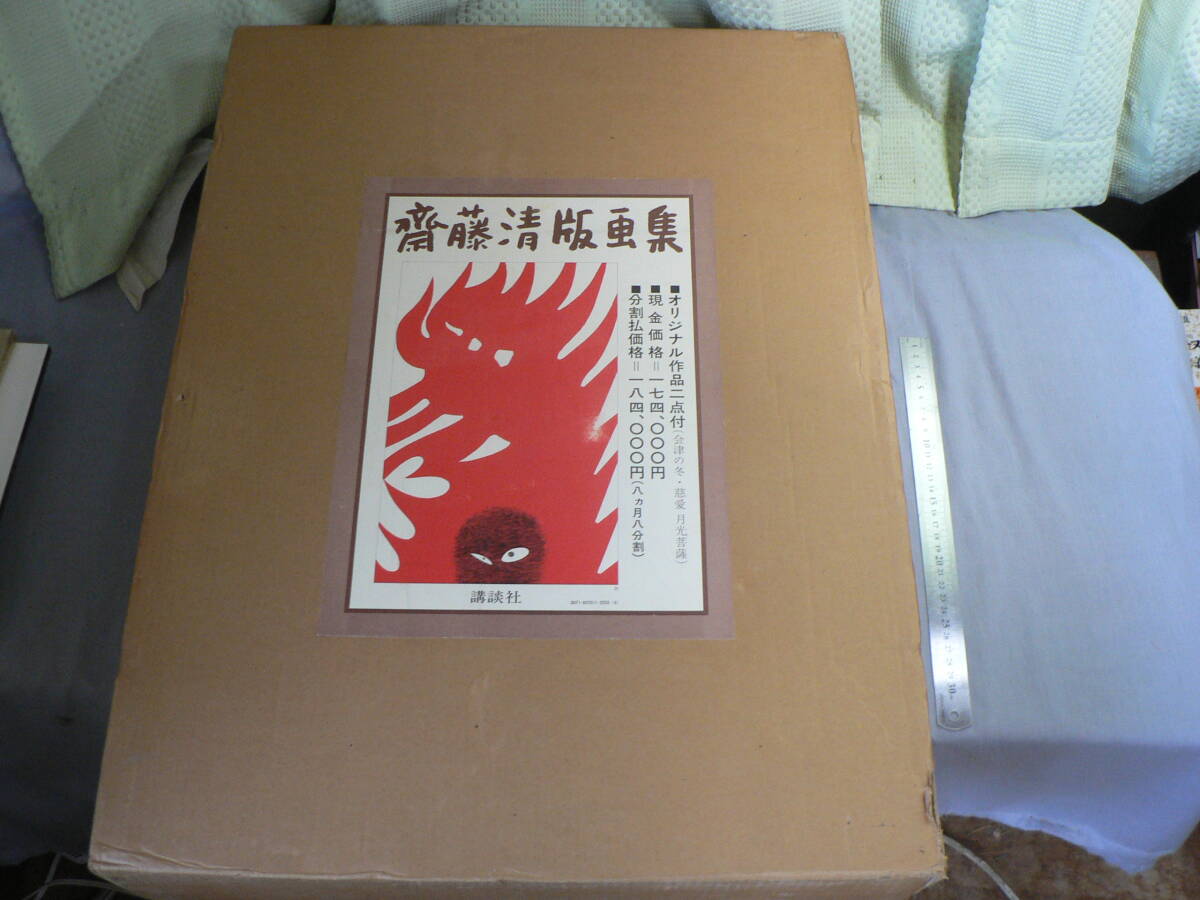 齋藤清版画集
■オリジナル作品二点付(会津の冬・慈愛 月光菩薩)
■現金価格=一七四、〇〇〇円
■分割払価格=一八四、〇〇〇円(八ヵ月八分割)
講談社